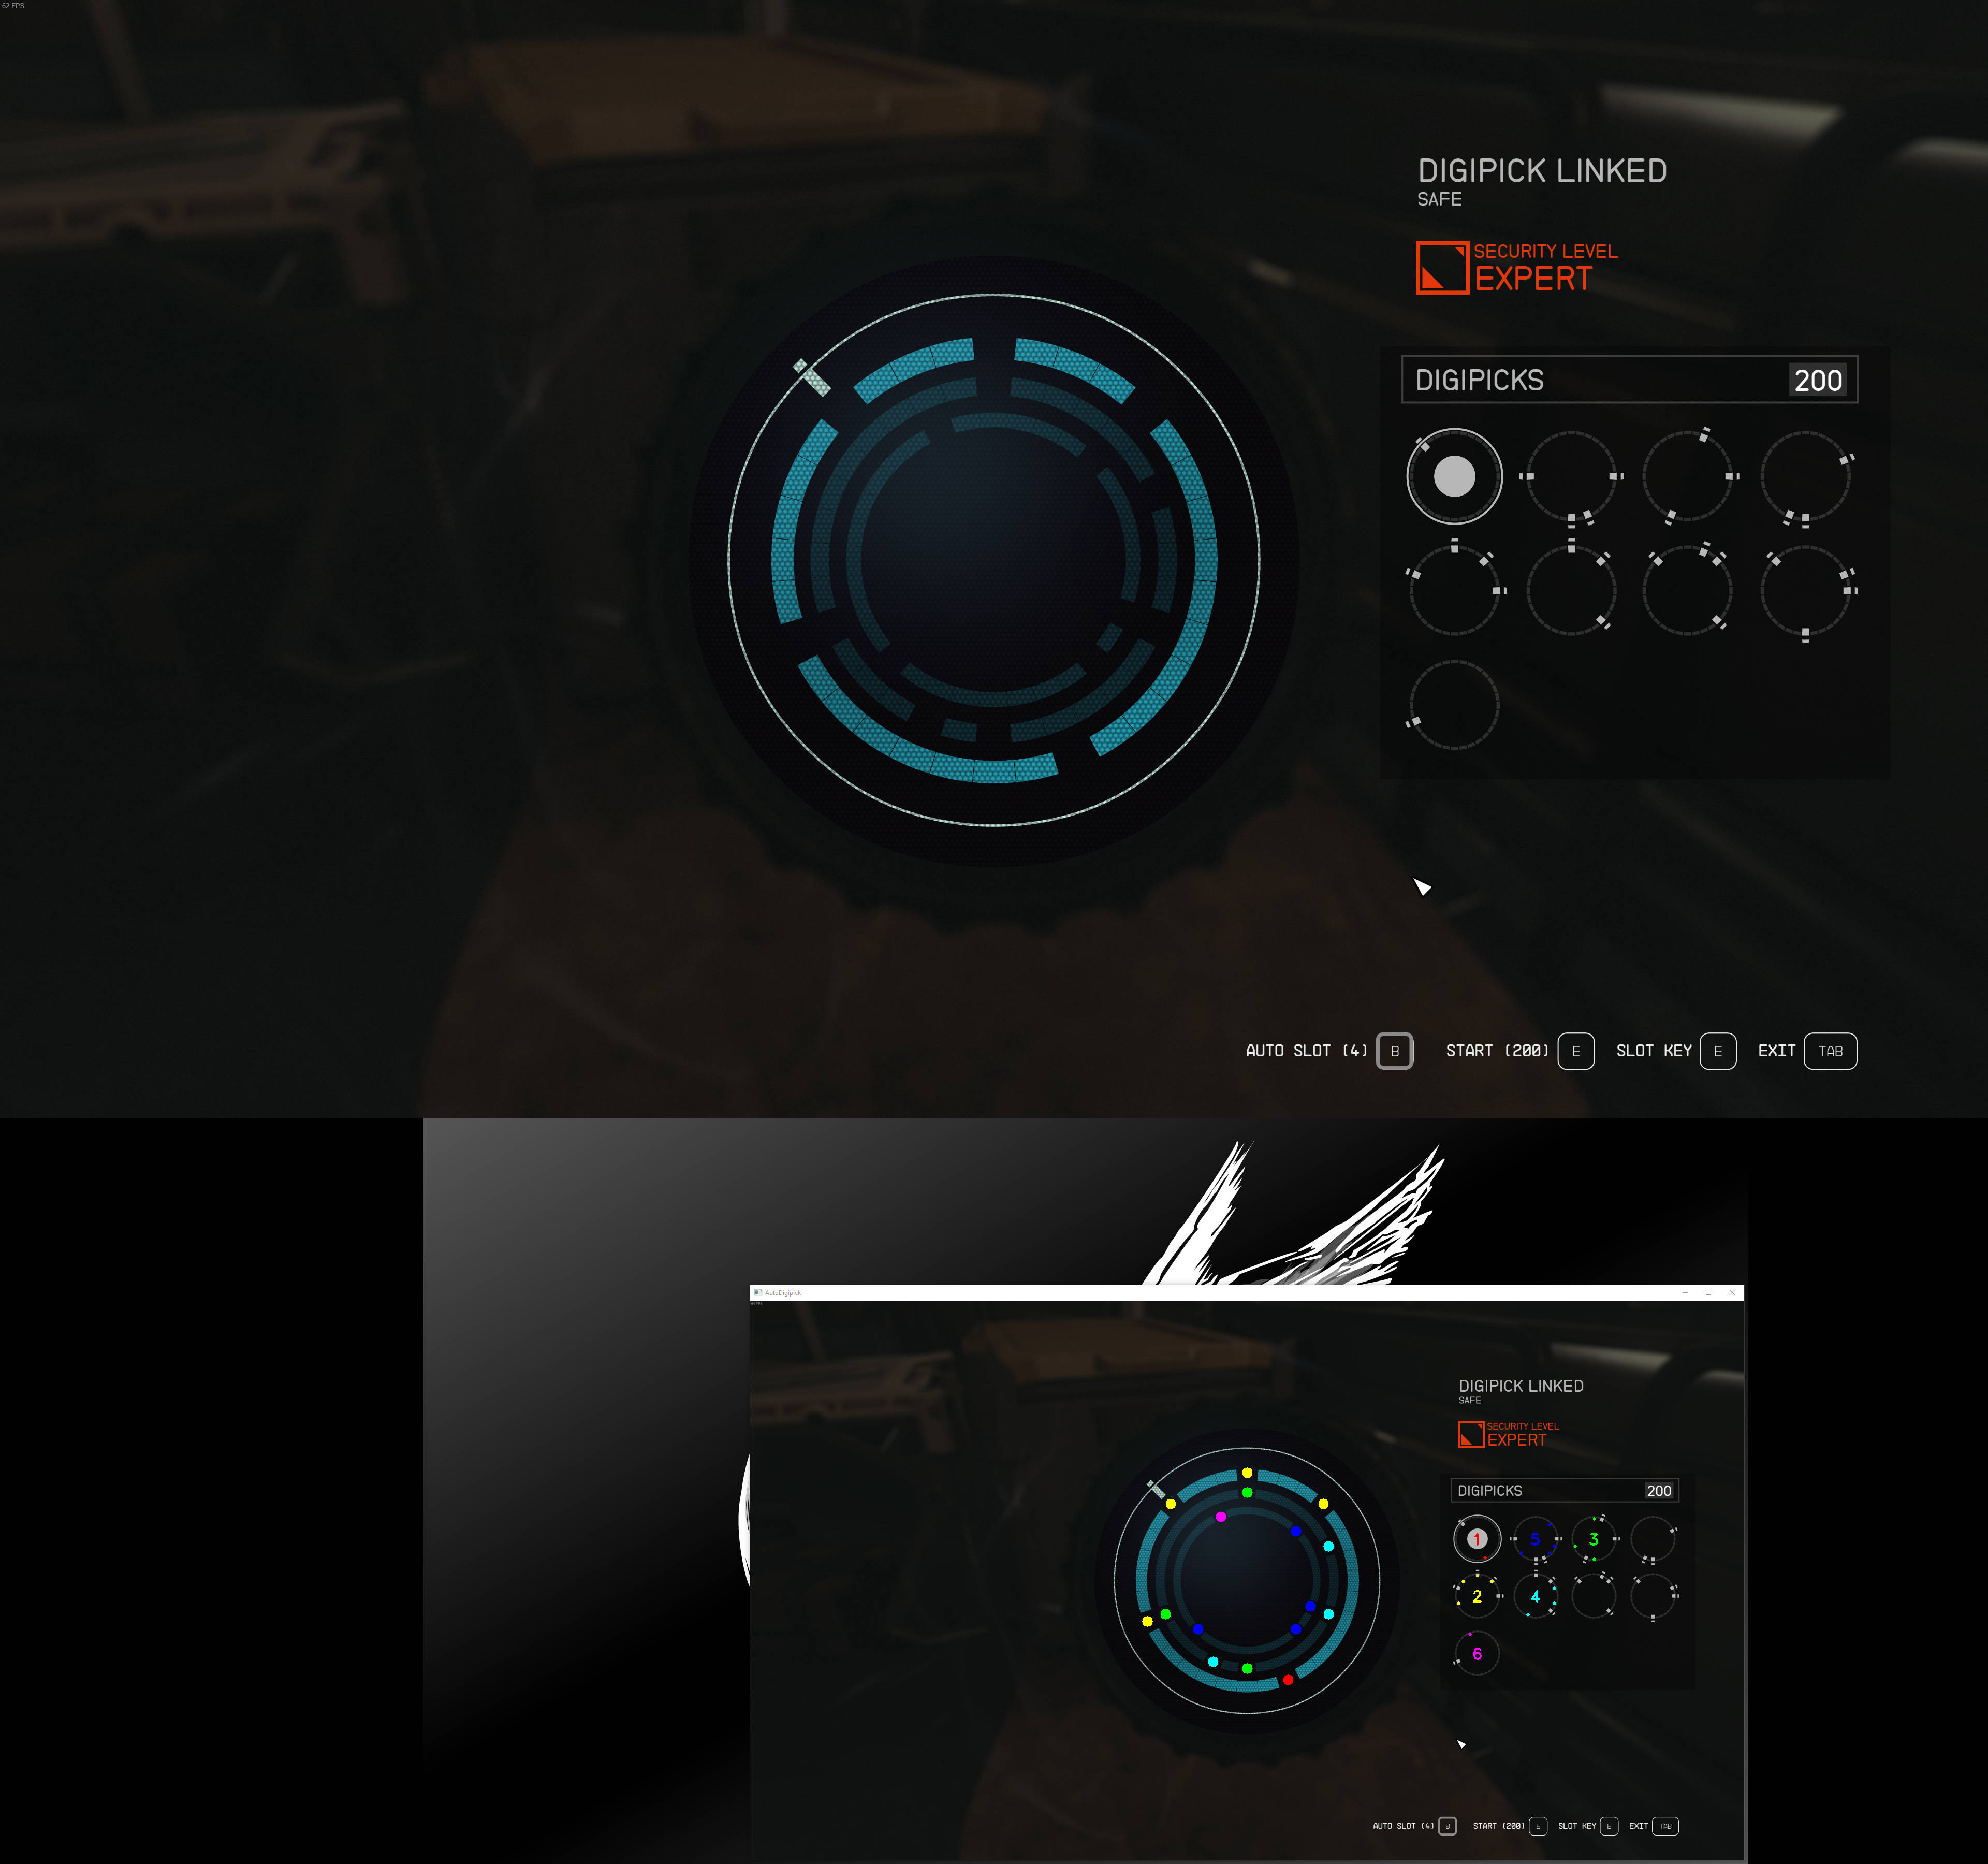 62 FPS
DIGIPICK LINKED
SAFE
SECURITY LEVEL
EXPERT
DIGIPICKS 200
AUTO SLOT (4) B START (200) E SLOT KEY E EXIT TAB
AutoDigipick
DIGIPICK LINKED
SAFE
SECURITY LEVEL
EXPERT
DIGIPICKS 200
1 5 3
2 4
6
AUTO SLOT (4) B START (200) E SLOT KEY E EXIT TAB